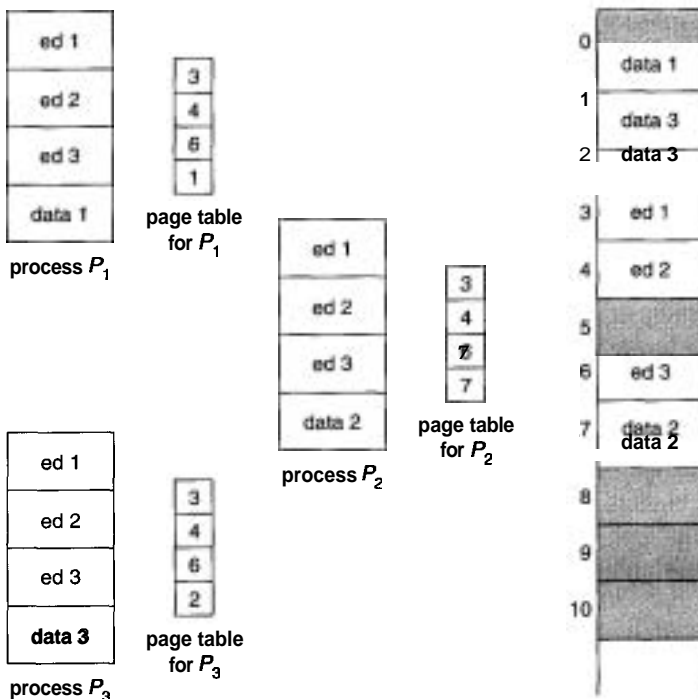 ed 1
ed 2
ed 3
data 1
process P1
3
4
6
1
page table
for P1
ed 1
ed 2
ed 3
data 2
process P2
3
4
7
page table
for P2
ed 1
ed 2
ed 3
data 3
process P3
3
4
6
2
page table
for P3
0
data 1
1
data 3
2 data 3
3 ed 1
4 ed 2
5
6 ed 3
7 data 2
data 2
8
9
10